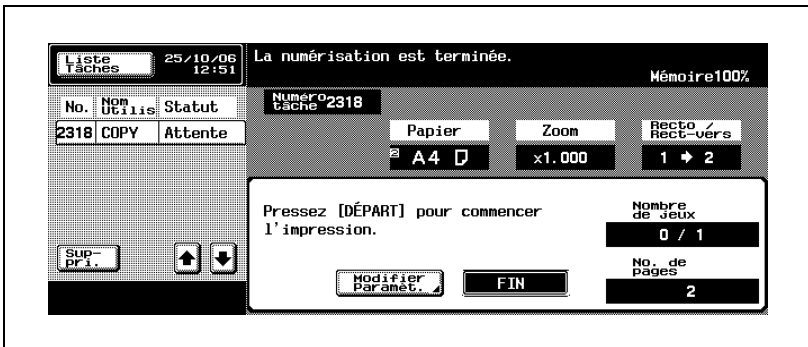 Liste
Tâches
25/10/06
12:51
La numérisation est terminée.
Mémoire100%
No. Nom Utilis Statut
2318 COPY Attente
Numéro tâche 2318
Papier Zoom Recto / Rect-vers
2 A4 x1.000 1 → 2
Pressez [DÉPART] pour commencer
l'impression.
Nombre
de jeux
0 / 1
No. de
pages
2
Sup-
pri.
Modifier
Paramèt.
FIN